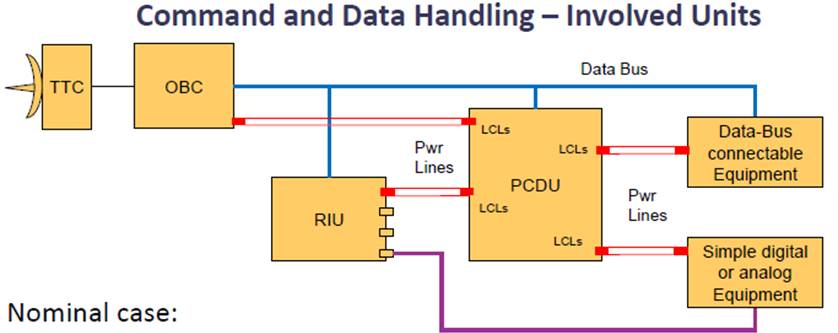 Command and Data Handling – Involved Units
Data Bus
TTC
OBC
LCLs
Pwr
Lines
LCLs
PCDU
LCLs
LCLs
Data-Bus
connectable
Equipment
RIU
Pwr
Lines
Simple digital
or analog
Equipment
Nominal case: